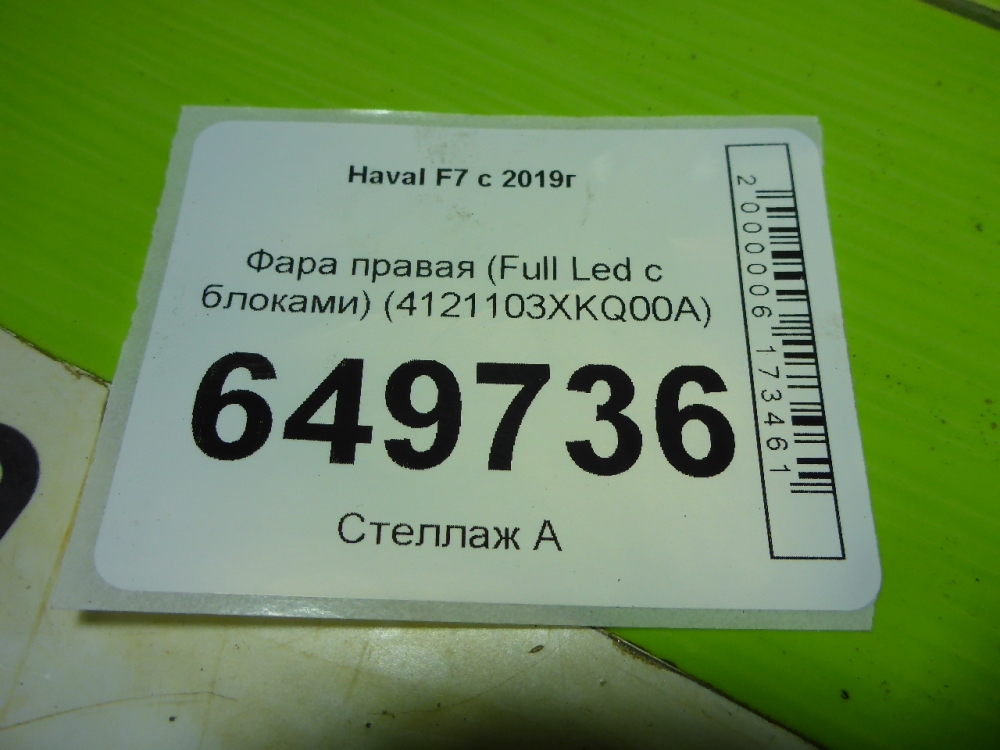 Haval F7 с 2019г
Фара правая (Full Led с
блоками) (4121103XKQ00A)
649736
Стеллаж А
2000006173461